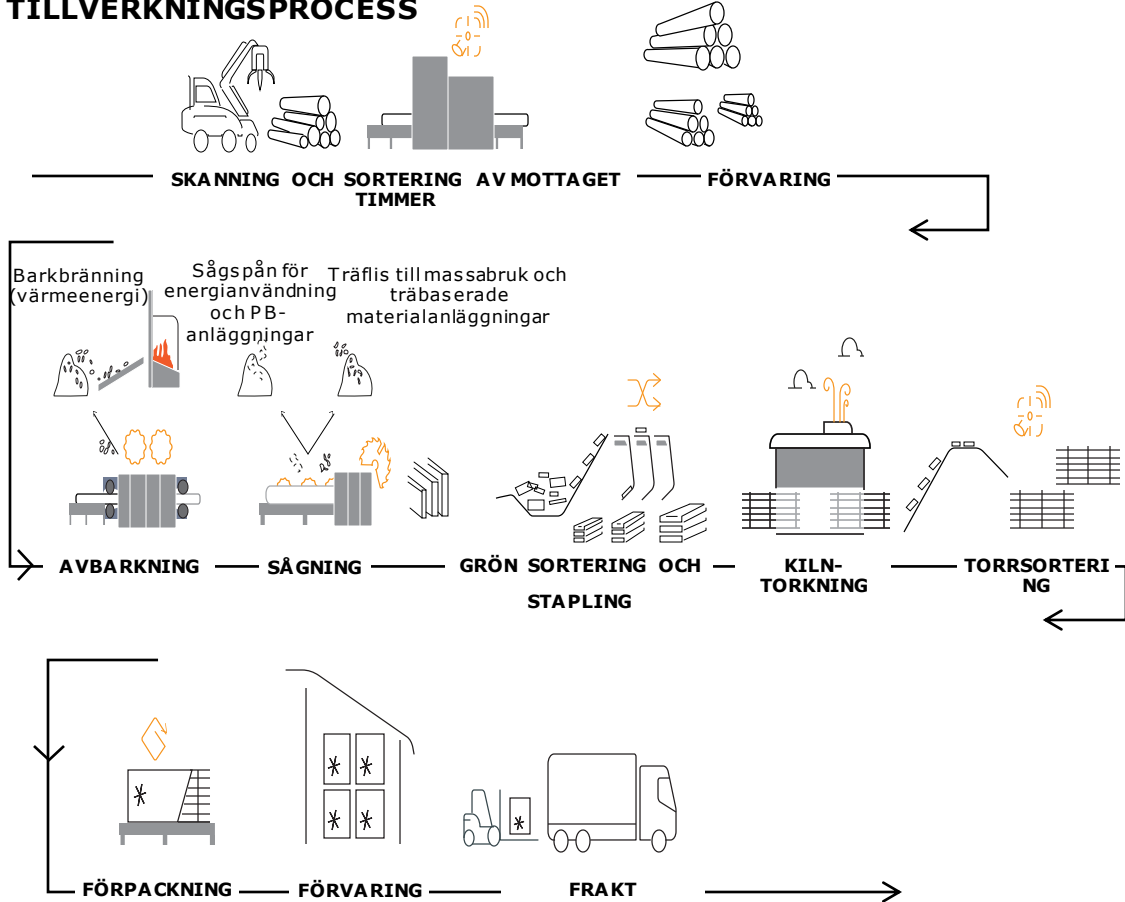 TILLVERKNINGSPROCESS
SKANNING OCH SORTERING AV MOTTAGET
TIMMER
FÖRVARING
Barkbränning
(värmeenergi)
Sågspån för
energianvändning
och PB-
anläggningar
Träflis till massabruk och
träbaserade
materialanläggningar
AVBARKNING
SÅGNING
GRÖN SORTERING OCH
STAPLING
KILN-
TORKNING
TORRSORTERI
NG
FÖRPACKNING
FÖRVARING
FRAKT